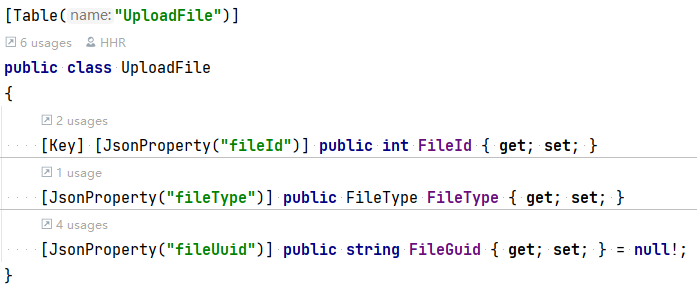 [Table(name:"UploadFile")]
6 usages HHR
public class UploadFile
{
2 usages
[Key] [JsonProperty("fileId")] public int FileId { get; set; }
1 usage
[JsonProperty("fileType")] public FileType FileType { get; set; }
4 usages
[JsonProperty("fileUuid")] public string FileGuid { get; set; } = null!;
}